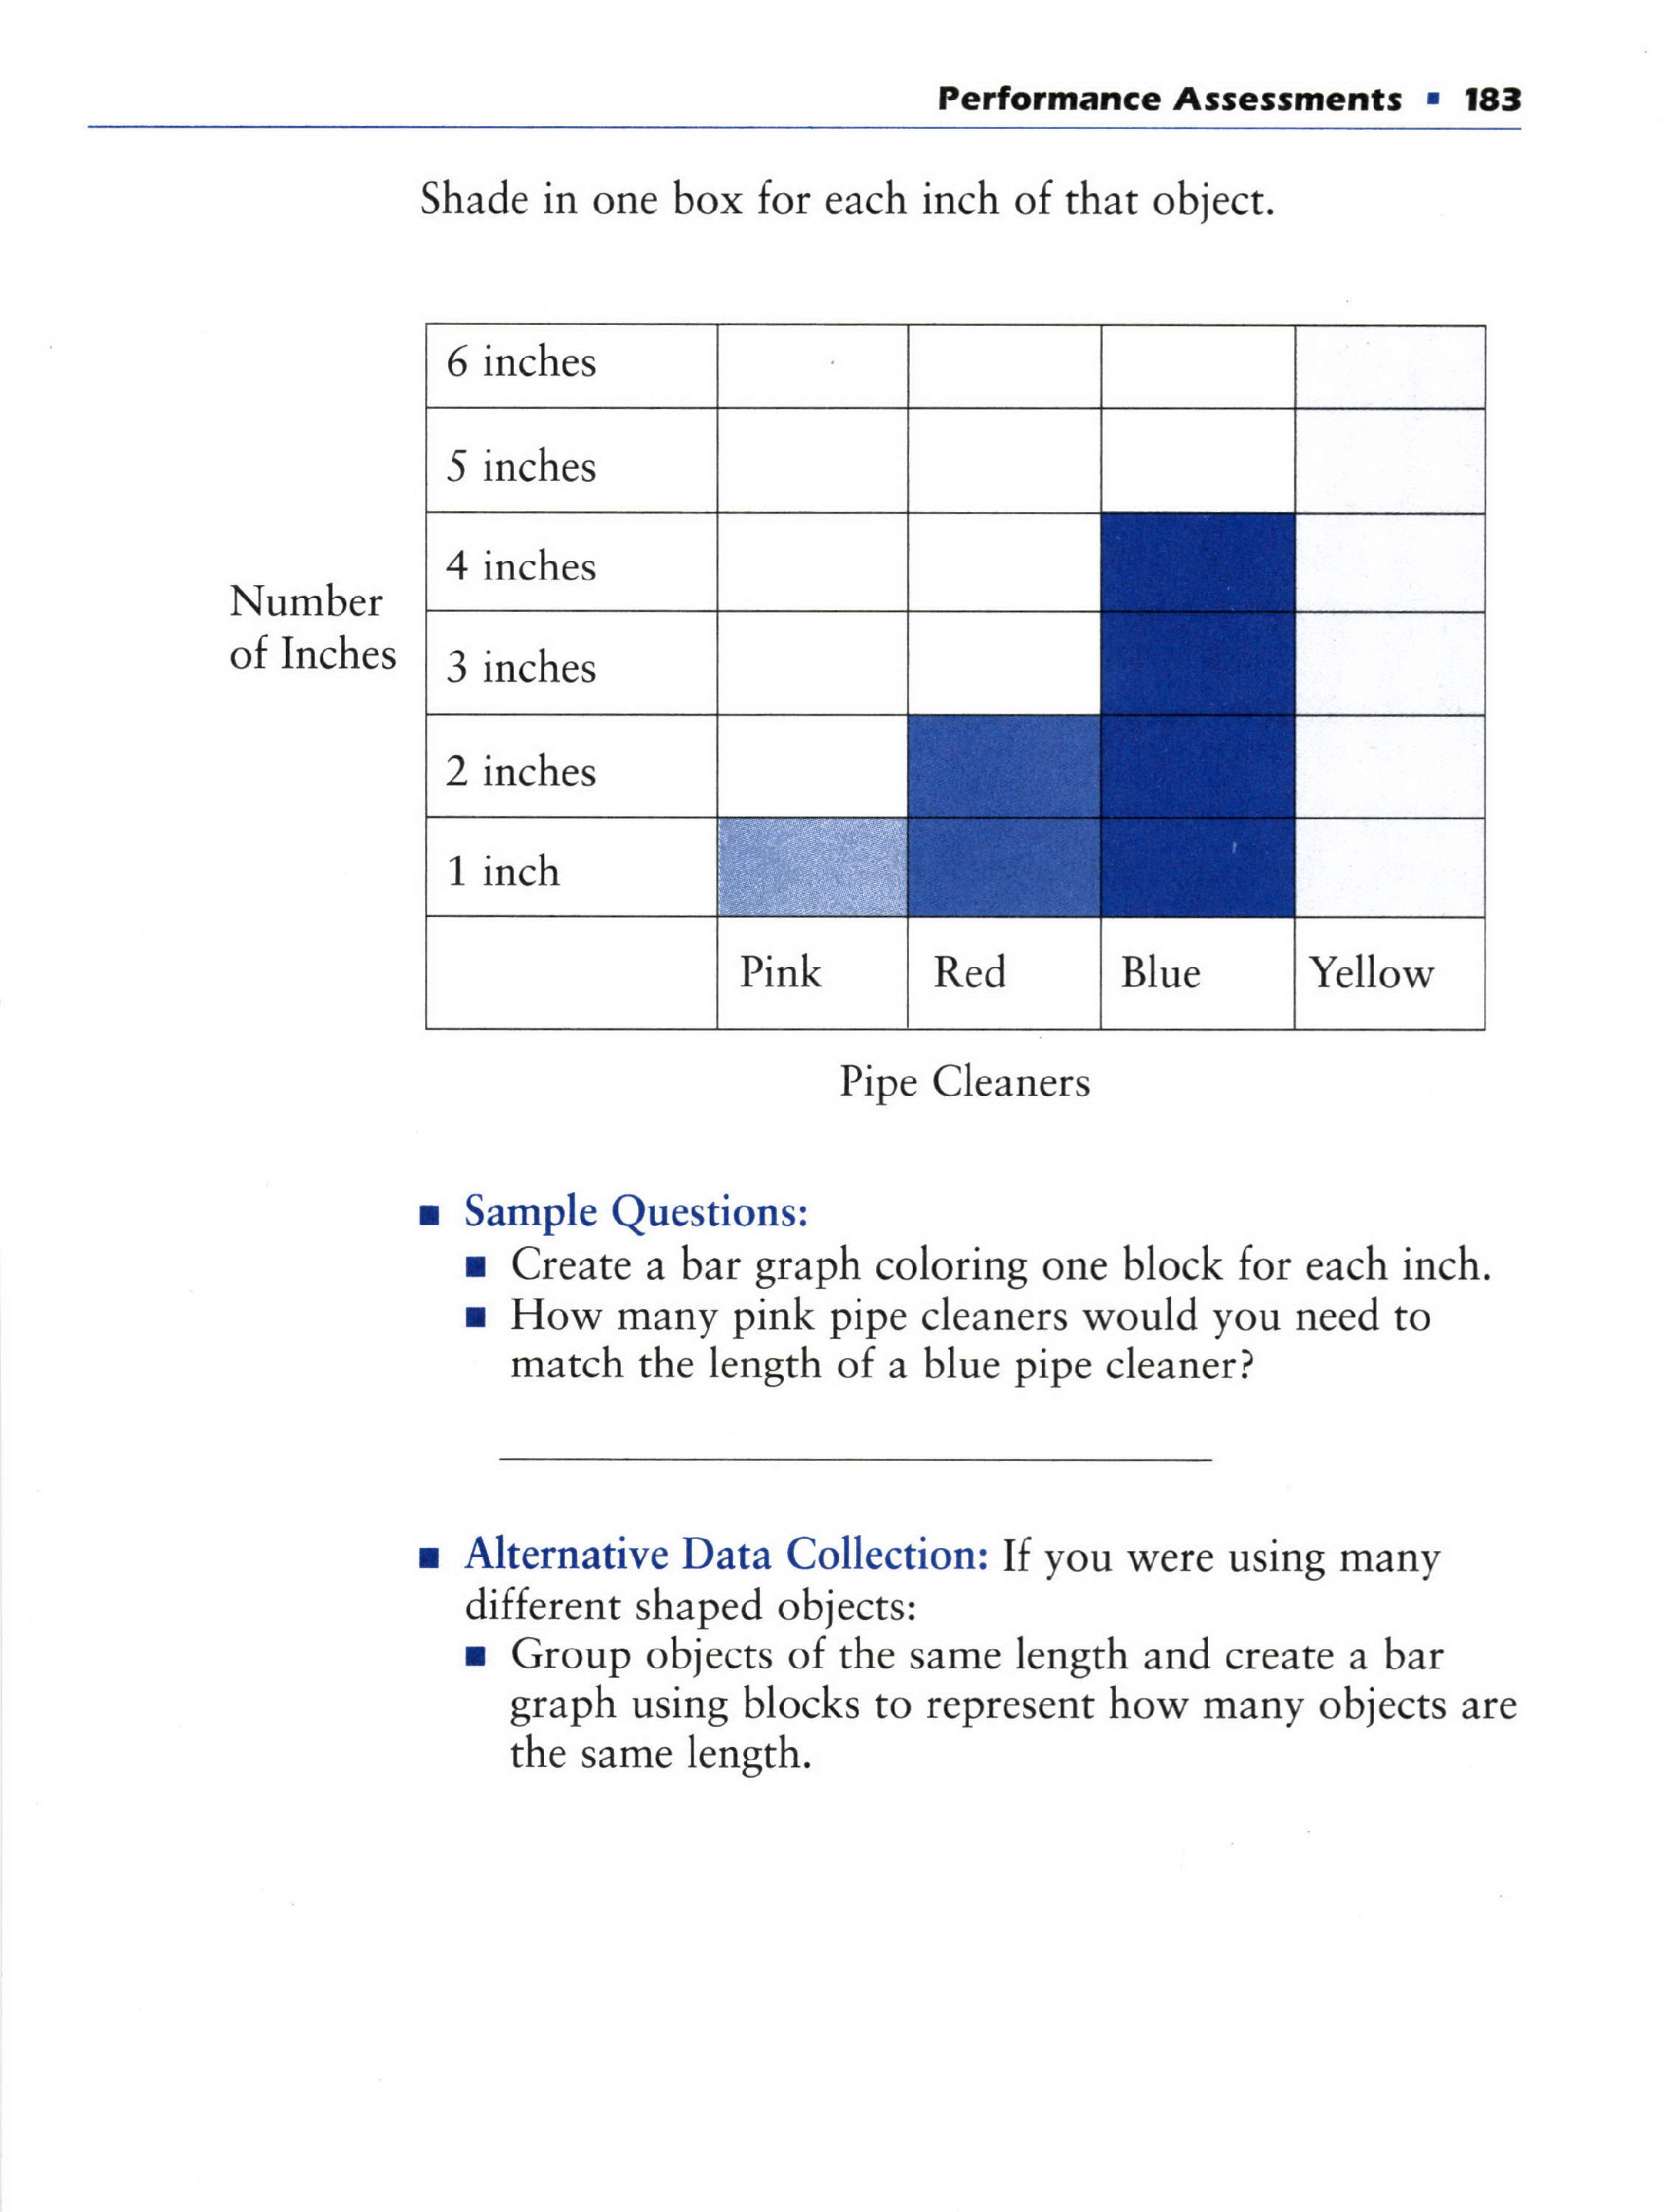 Performance Assessments ▪ 183
Shade in one box for each inch of that object.
6 inches
5 inches
4 inches
Number
of Inches
3 inches
2 inches
1 inch
Pink Red Blue Yellow
Pipe Cleaners
▪ Sample Questions:
▪ Create a bar graph coloring one block for each inch.
▪ How many pink pipe cleaners would you need to
match the length of a blue pipe cleaner?
▪ Alternative Data Collection: If you were using many
different shaped objects:
▪ Group objects of the same length and create a bar
graph using blocks to represent how many objects are
the same length.